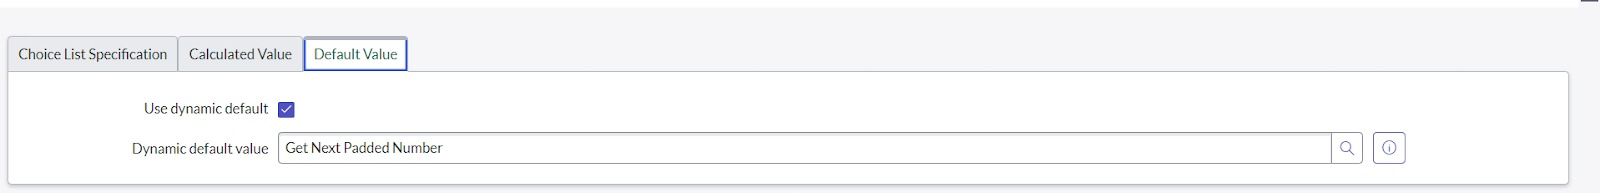 Choice List Specification Calculated Value Default Value
Use dynamic default
Dynamic default value Get Next Padded Number